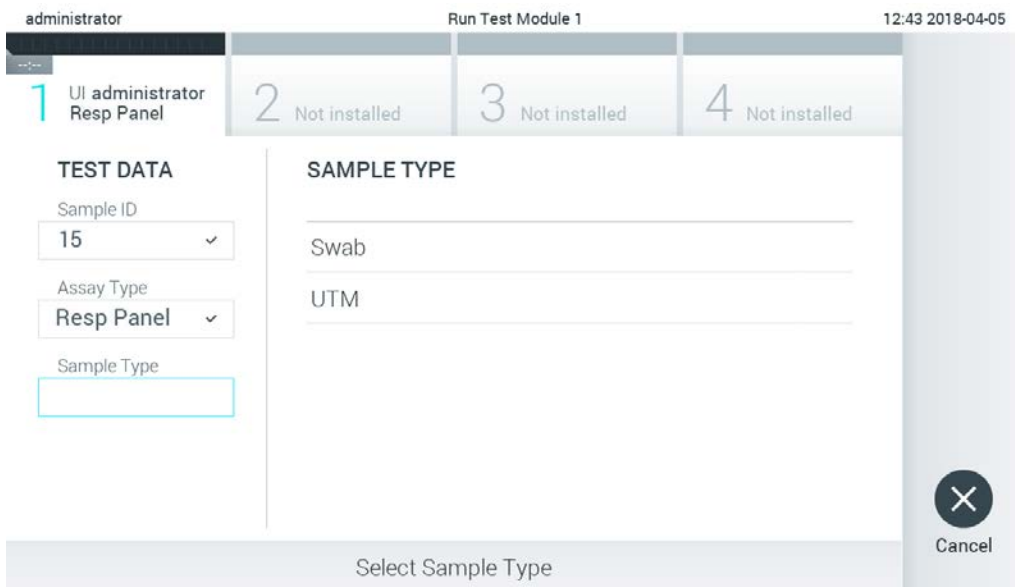 administrator Run Test Module 1 12:43 2018-04-05
--:--
1 UI administrator
Resp Panel
2 Not installed
3 Not installed
4 Not installed
TEST DATA
Sample ID
15
Assay Type
Resp Panel
Sample Type
SAMPLE TYPE
Swab
UTM
Cancel
Select Sample Type